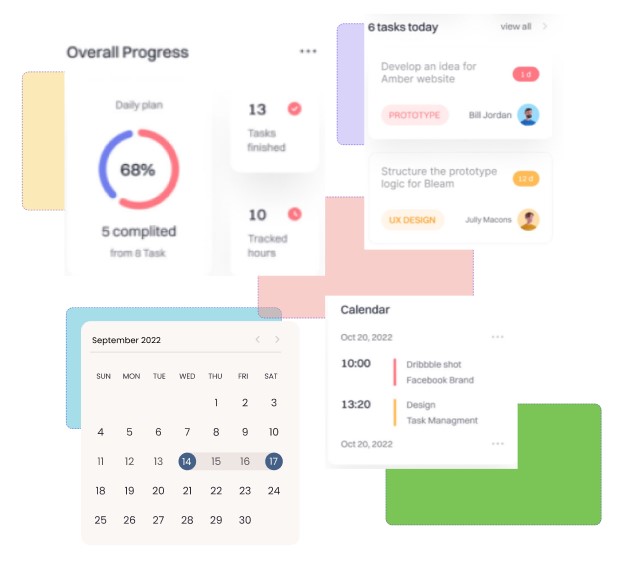 Overall Progress
Daily plan
68%
5 complited
from 8 Task
13
Tasks
finished
10
Tracked
hours
6 tasks today
view all
Develop an idea for
Amber website
1 d
PROTOTYPE
Bill Jordan
Structure the prototype
logic for Bleam
12 d
UX DESIGN
Jully Macons
September 2022
SUN MON TUE WED THU FRI SAT
1 2 3
4 5 6 7 8 9 10
11 12 13 14 15 16 17
18 19 20 21 22 23 24
25 26 27 28 29 30
Calendar
Oct 20, 2022
10:00
Dribbble shot
Facebook Brand
13:20
Design
Task Managment
Oct 20, 2022